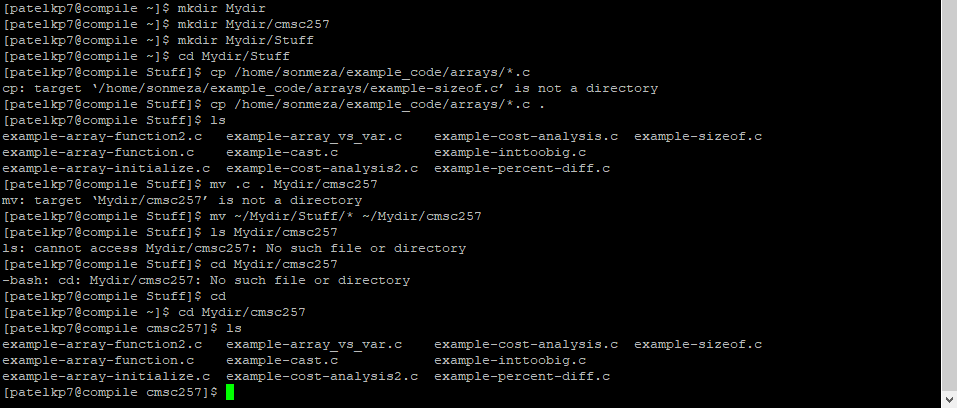 [patelkp7@compile ~]$ mkdir Mydir
[patelkp7@compile ~]$ mkdir Mydir/cmsc257
[patelkp7@compile ~]$ mkdir Mydir/Stuff
[patelkp7@compile ~]$ cd Mydir/Stuff
[patelkp7@compile Stuff]$ cp /home/sonmeza/example_code/arrays/*.c
cp: target ‘/home/sonmeza/example_code/arrays/example-sizeof.c’ is not a directory
[patelkp7@compile Stuff]$ cp /home/sonmeza/example_code/arrays/*.c .
[patelkp7@compile Stuff]$ ls
example-array-function2.c  example-array_vs_var.c    example-cost-analysis.c  example-sizeof.c
example-array-function.c   example-cast.c            example-inttoobig.c
example-array-initialize.c  example-cost-analysis2.c  example-percent-diff.c
[patelkp7@compile Stuff]$ mv .c . Mydir/cmsc257
mv: target ‘Mydir/cmsc257’ is not a directory
[patelkp7@compile Stuff]$ mv ~/Mydir/Stuff/* ~/Mydir/cmsc257
[patelkp7@compile Stuff]$ ls Mydir/cmsc257
ls: cannot access Mydir/cmsc257: No such file or directory
[patelkp7@compile Stuff]$ cd Mydir/cmsc257
-bash: cd: Mydir/cmsc257: No such file or directory
[patelkp7@compile Stuff]$ cd
[patelkp7@compile ~]$ cd Mydir/cmsc257
[patelkp7@compile cmsc257]$ ls
example-array-function2.c  example-array_vs_var.c    example-cost-analysis.c  example-sizeof.c
example-array-function.c   example-cast.c            example-inttoobig.c
example-array-initialize.c  example-cost-analysis2.c  example-percent-diff.c
[patelkp7@compile cmsc257]$